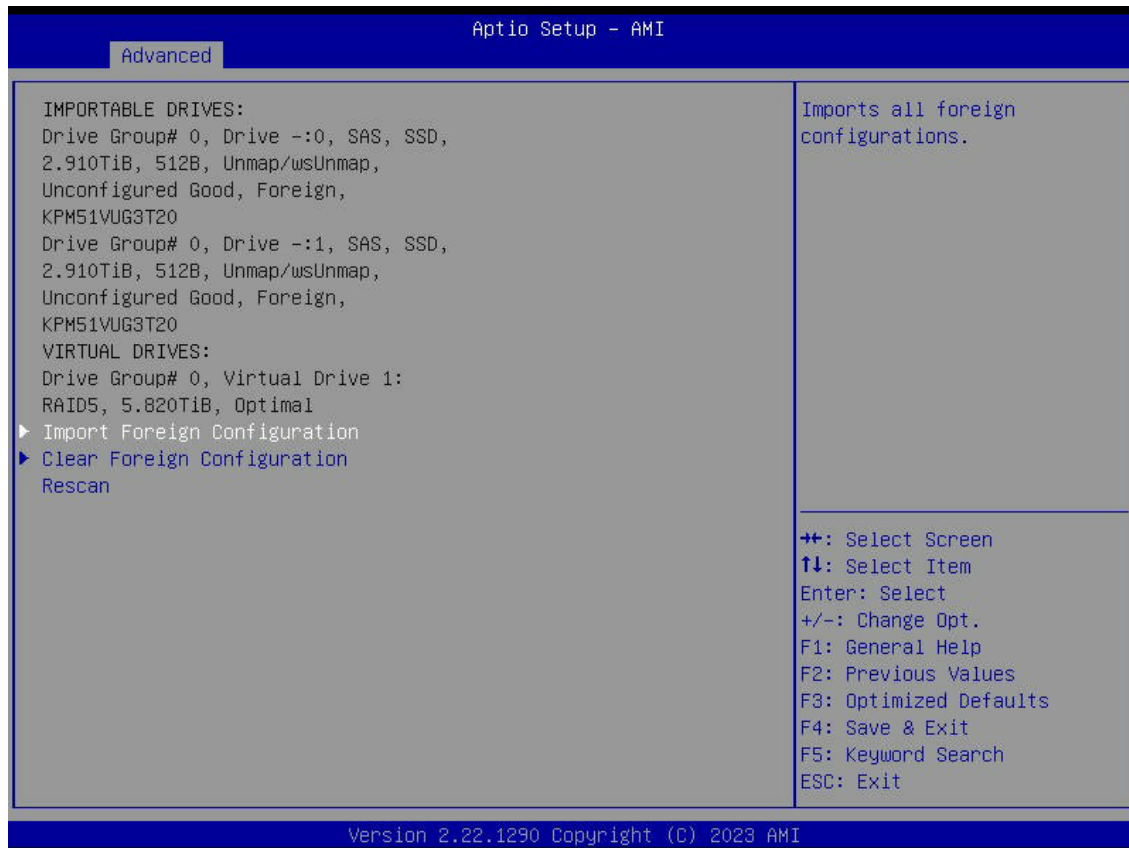 Aptio Setup – AMI
Advanced
IMPORTABLE DRIVES:
Drive Group# 0, Drive -:0, SAS, SSD,
2.910TiB, 512B, Unmap/wsUnmap,
Unconfigured Good, Foreign,
KPM51VUG3T20
Drive Group# 0, Drive -:1, SAS, SSD,
2.910TiB, 512B, Unmap/wsUnmap,
Unconfigured Good, Foreign,
KPM51VUG3T20
VIRTUAL DRIVES:
Drive Group# 0, Virtual Drive 1:
RAID5, 5.820TiB, Optimal
▶ Import Foreign Configuration
▶ Clear Foreign Configuration
Rescan
Imports all foreign
configurations.
→←: Select Screen
↑↓: Select Item
Enter: Select
+/-: Change Opt.
F1: General Help
F2: Previous Values
F3: Optimized Defaults
F4: Save & Exit
F5: Keyword Search
ESC: Exit
Version 2.22.1290 Copyright (C) 2023 AMI